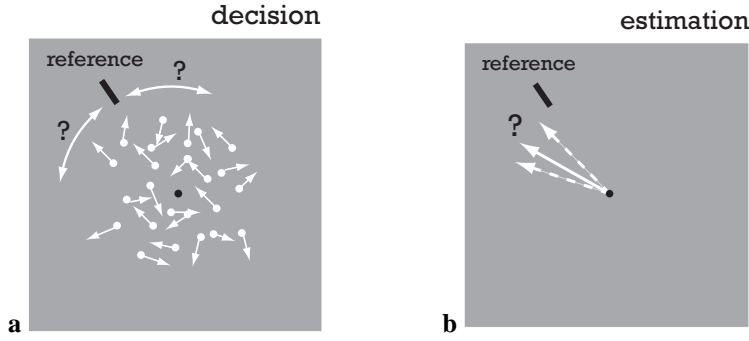 decision
reference
?
?
a
estimation
reference
?
b